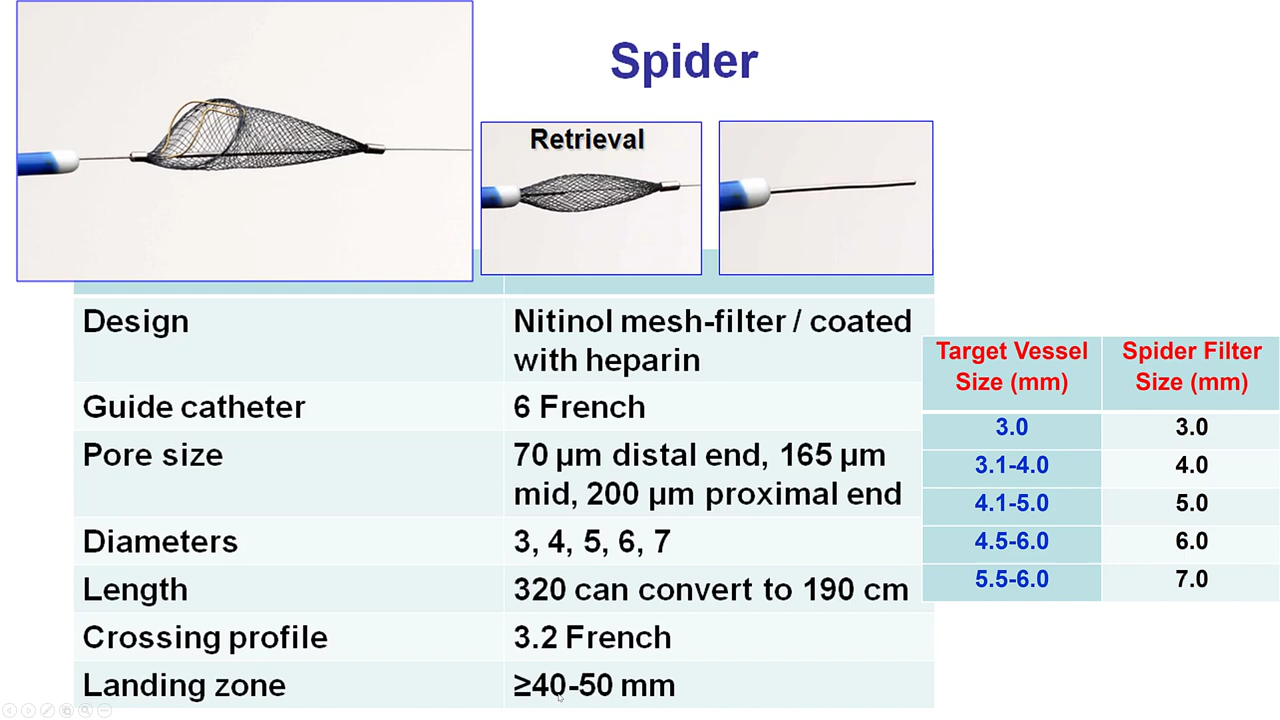 Spider
Retrieval
Design
Nitinol mesh-filter / coated
with heparin
Guide catheter
6 French
Pore size
70 µm distal end, 165 µm
mid, 200 µm proximal end
Diameters
3, 4, 5, 6, 7
Length
320 can convert to 190 cm
Crossing profile
3.2 French
Landing zone
≥40-50 mm
Target Vessel
Size (mm)
Spider Filter
Size (mm)
3.0
3.0
3.1-4.0
4.0
4.1-5.0
5.0
4.5-6.0
6.0
5.5-6.0
7.0